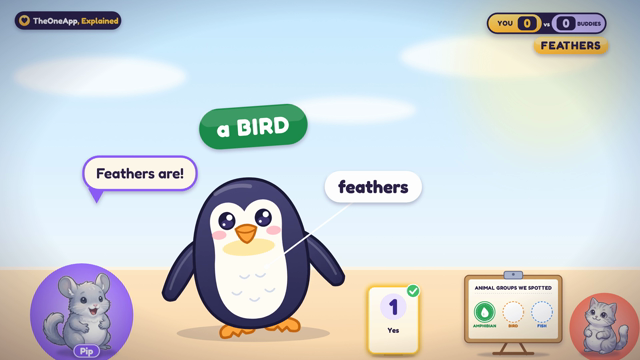 TheOneApp, Explained
YOU 0 vs 0 BUDDIES
FEATHERS
a BIRD
Feathers are!
feathers
1
Yes
ANIMAL GROUPS WE SPOTTED
AMPHIBIAN BIRD FISH
Pip